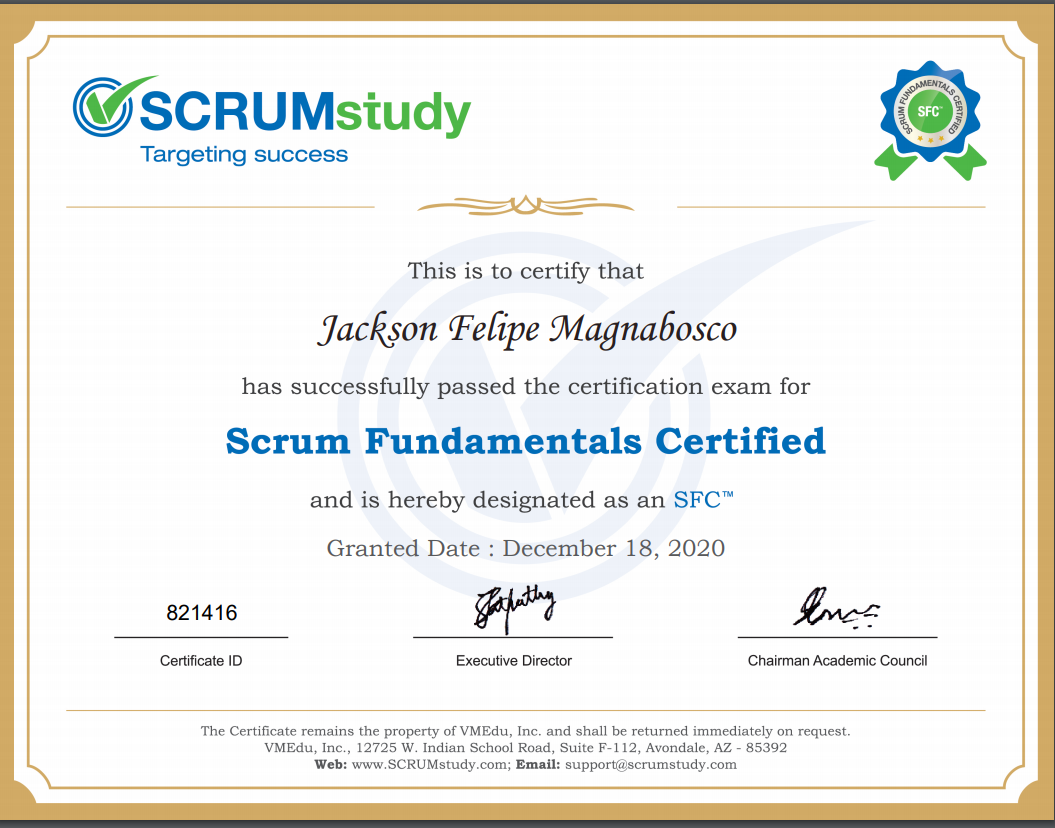 SCRUMstudy
Targeting success
SCRUM FUNDAMENTALS CERTIFIED
SFC™
This is to certify that
Jackson Felipe Magnabosco
has successfully passed the certification exam for
Scrum Fundamentals Certified
and is hereby designated as an SFC™
Granted Date : December 18, 2020
821416
Certificate ID
Executive Director
Chairman Academic Council
The Certificate remains the property of VMEdu, Inc. and shall be returned immediately on request.
VMEdu, Inc., 12725 W. Indian School Road, Suite F-112, Avondale, AZ - 85392
Web: www.SCRUMstudy.com; Email: support@scrumstudy.com